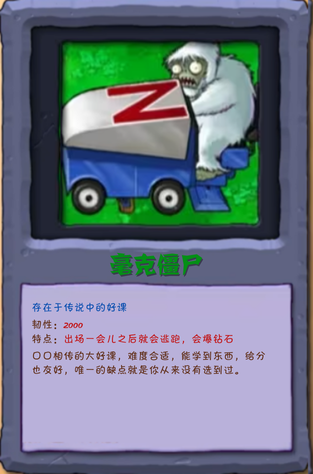 Z
毫克僵尸
存在于传说中的好课
韧性：2000
特点：出场一会儿之后就会逃跑，会爆钻石
〇〇相传的大好课，难度合适，能学到东西，给分
也友好，唯一的缺点就是你从来没有选到过。